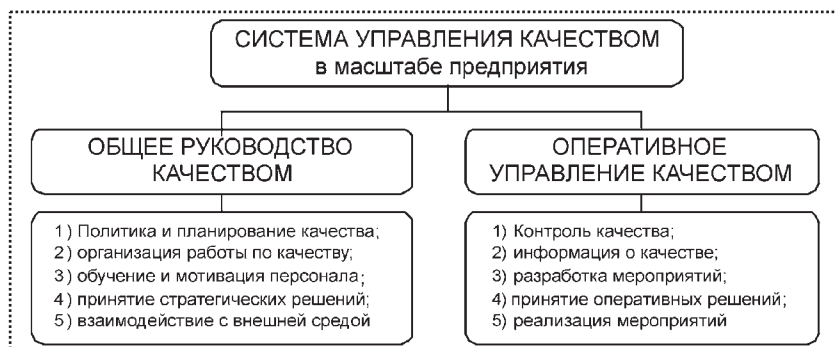 СИСТЕМА УПРАВЛЕНИЯ КАЧЕСТВОМ
в масштабе предприятия
ОБЩЕЕ РУКОВОДСТВО
КАЧЕСТВОМ
1) Политика и планирование качества;
2) организация работы по качеству;
3) обучение и мотивация персонала;
4) принятие стратегических решений;
5) взаимодействие с внешней средой
ОПЕРАТИВНОЕ
УПРАВЛЕНИЕ КАЧЕСТВОМ
1) Контроль качества;
2) информация о качестве;
3) разработка мероприятий;
4) принятие оперативных решений;
5) реализация мероприятий